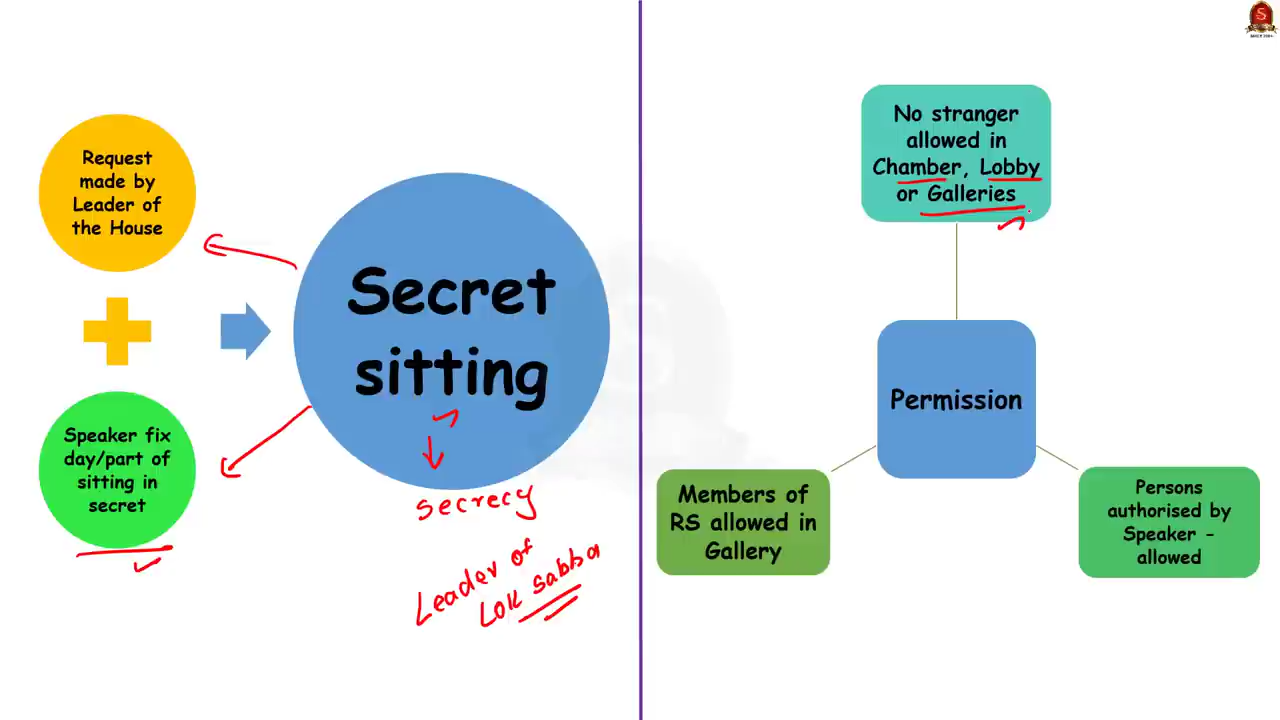 Request
made by
Leader of
the House
Speaker fix
day/part of
sitting in
secret
Secret
sitting
secrecy
Leader of
Lok sabba
No stranger
allowed in
Chamber, Lobby
or Galleries
Permission
Members of
RS allowed in
Gallery
Persons
authorised by
Speaker -
allowed
S